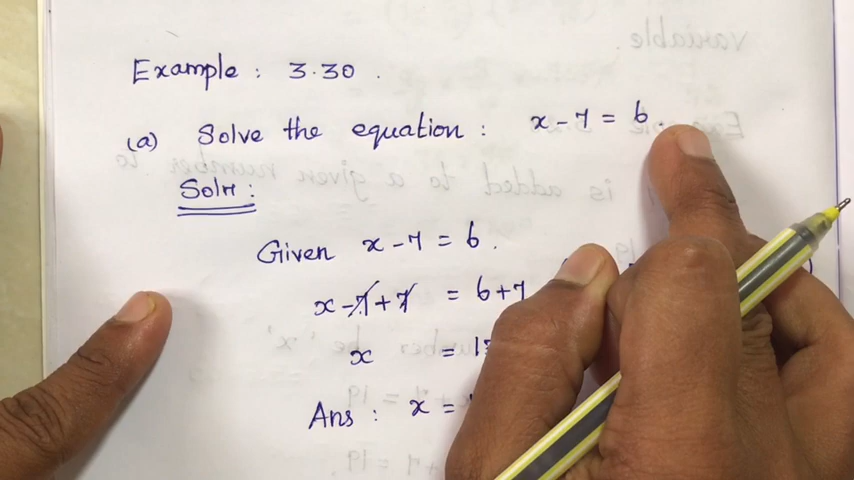 Example : 3.30 .
(a) Solve the equation : x - 7 = 6
Soln :
Given x - 7 = 6 .
x - 7 + 7 = 6 + 7
x =
Ans : x =